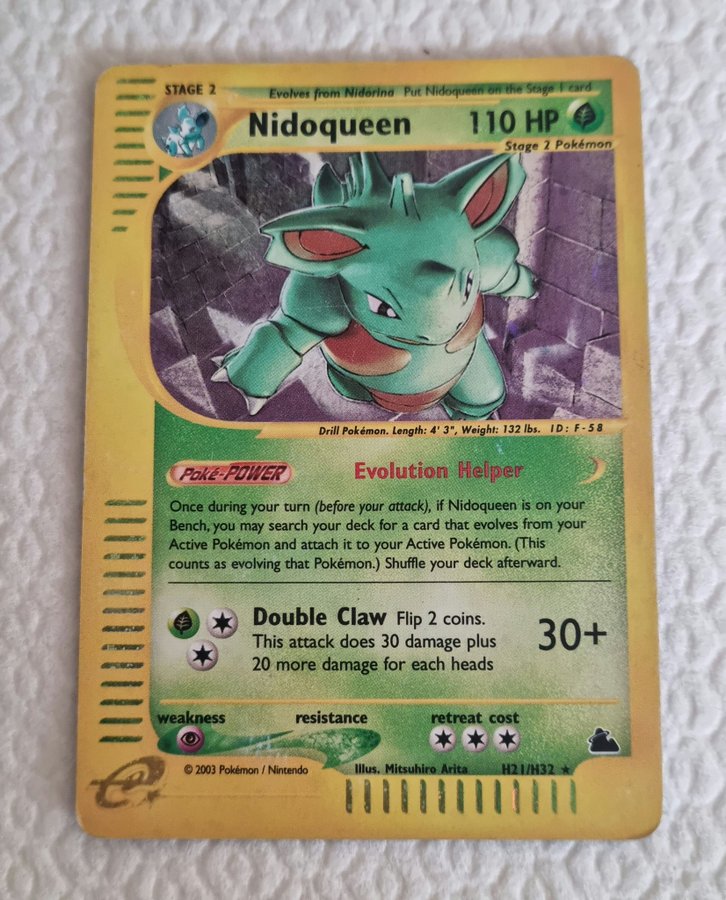 STAGE 2
Evolves from Nidorina Put Nidoqueen on the Stage 1 card
Nidoqueen 110 HP
Stage 2 Pokémon
Drill Pokémon. Length: 4' 3", Weight: 132 lbs. ID: F-58
Poké-POWER Evolution Helper
Once during your turn (before your attack), if Nidoqueen is on your
Bench, you may search your deck for a card that evolves from your
Active Pokémon and attach it to your Active Pokémon. (This
counts as evolving that Pokémon.) Shuffle your deck afterward.
Double Claw Flip 2 coins.
This attack does 30 damage plus
20 more damage for each heads
30+
weakness resistance retreat cost
© 2003 Pokémon / Nintendo Illus. Mitsuhiro Arita H21/H32 ★
e